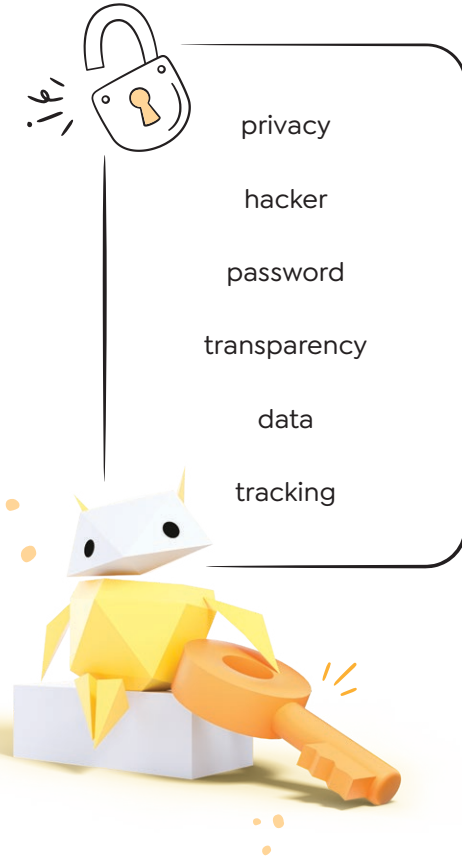 privacy
hacker
password
transparency
data
tracking